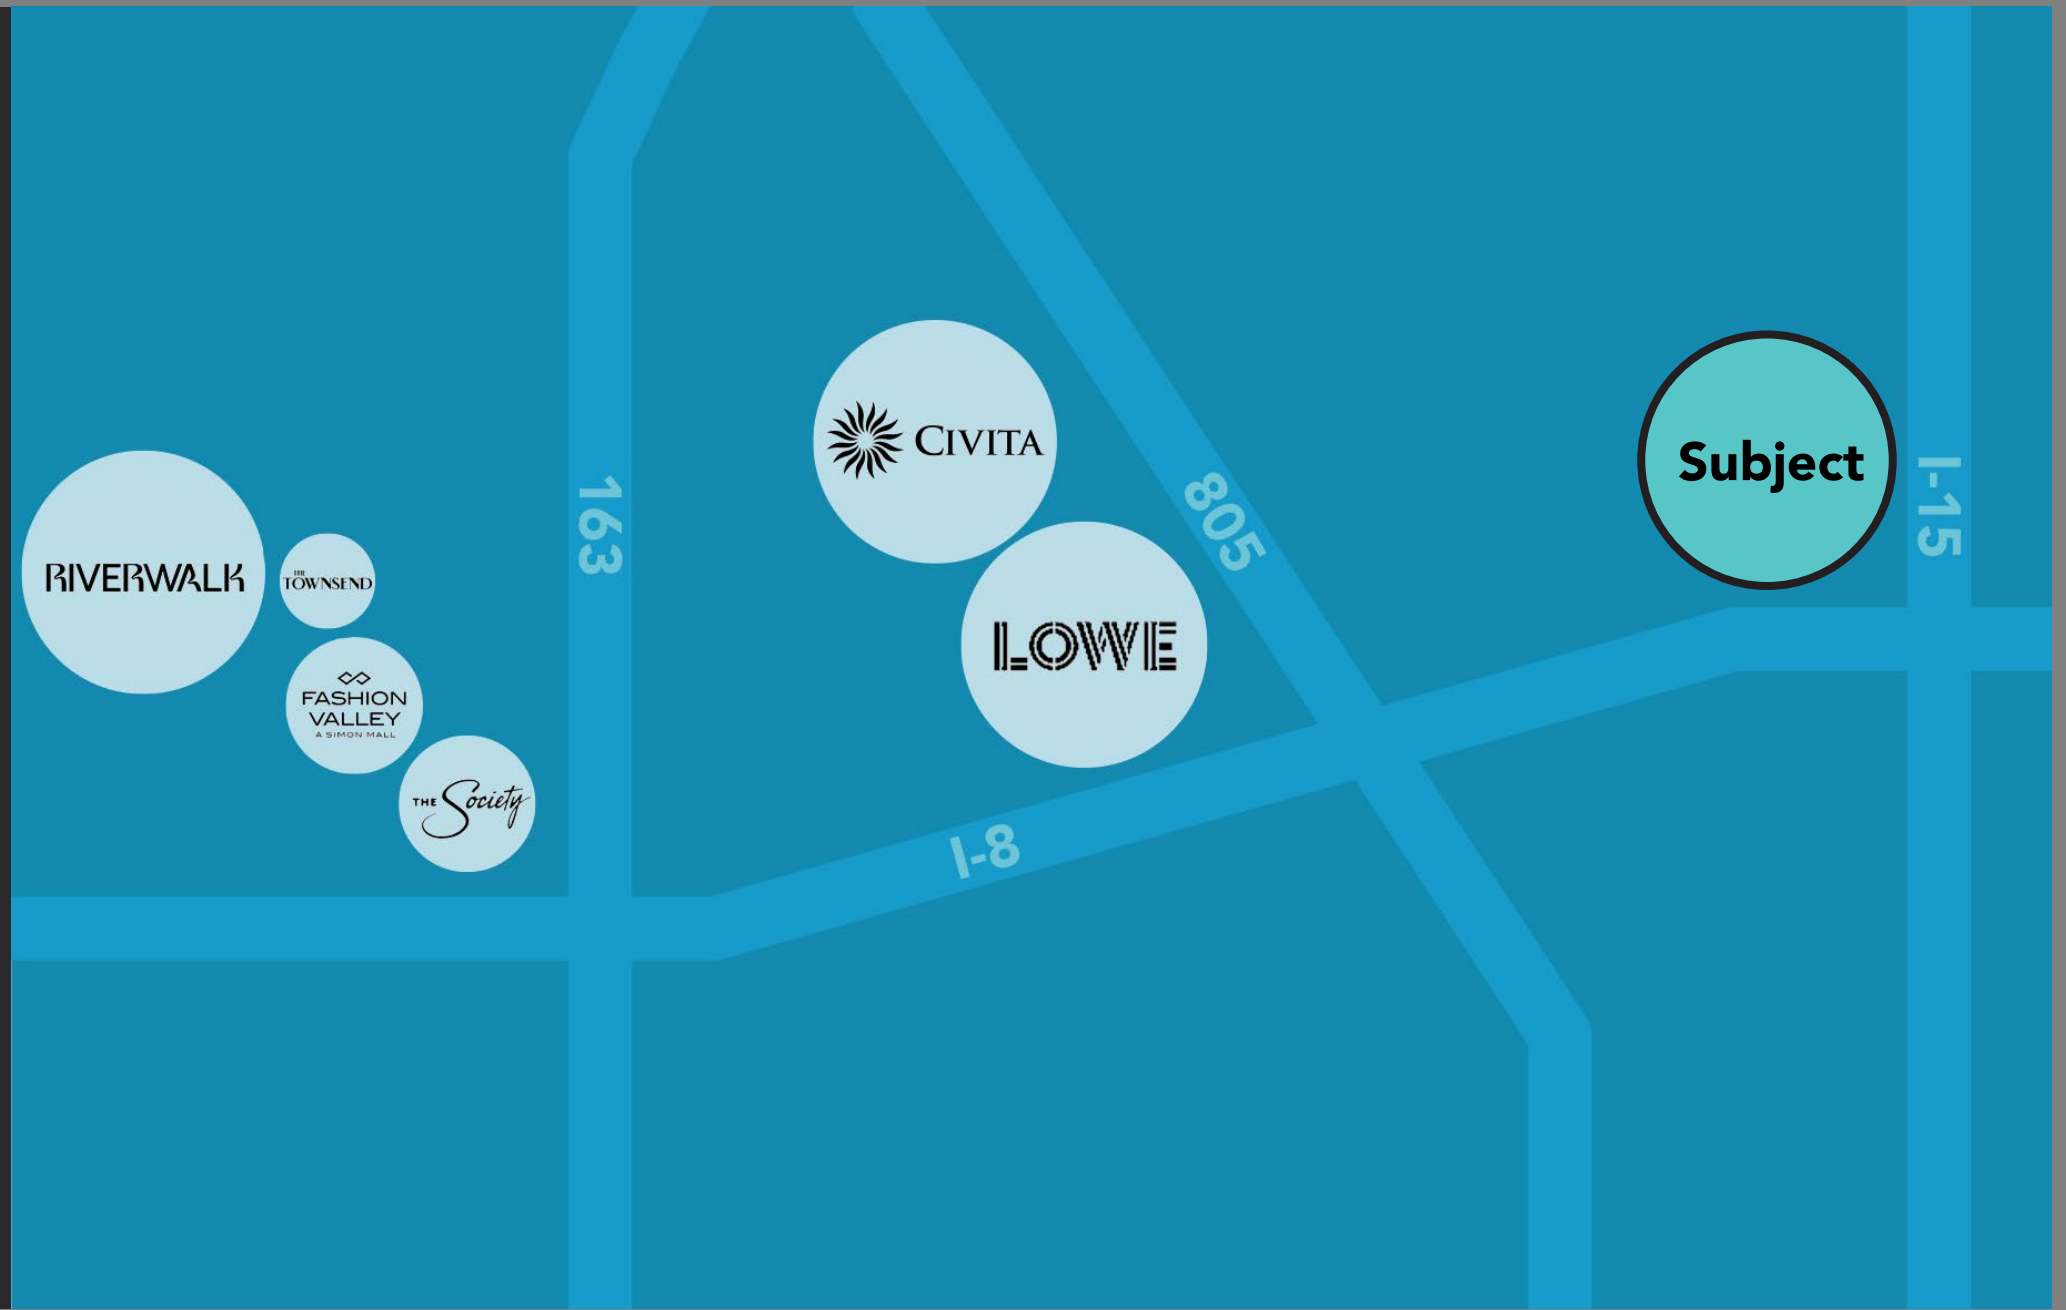 CIVITA
Subject
163
805
I-15
RIVERWALK
THE
TOWNSEND
LOWE
FASHION
VALLEY
A SIMON MALL
THE Society
I-8